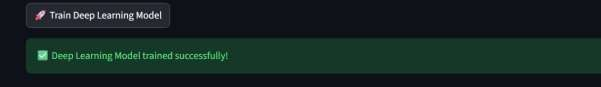 🚀 Train Deep Learning Model
✅ Deep Learning Model trained successfully!